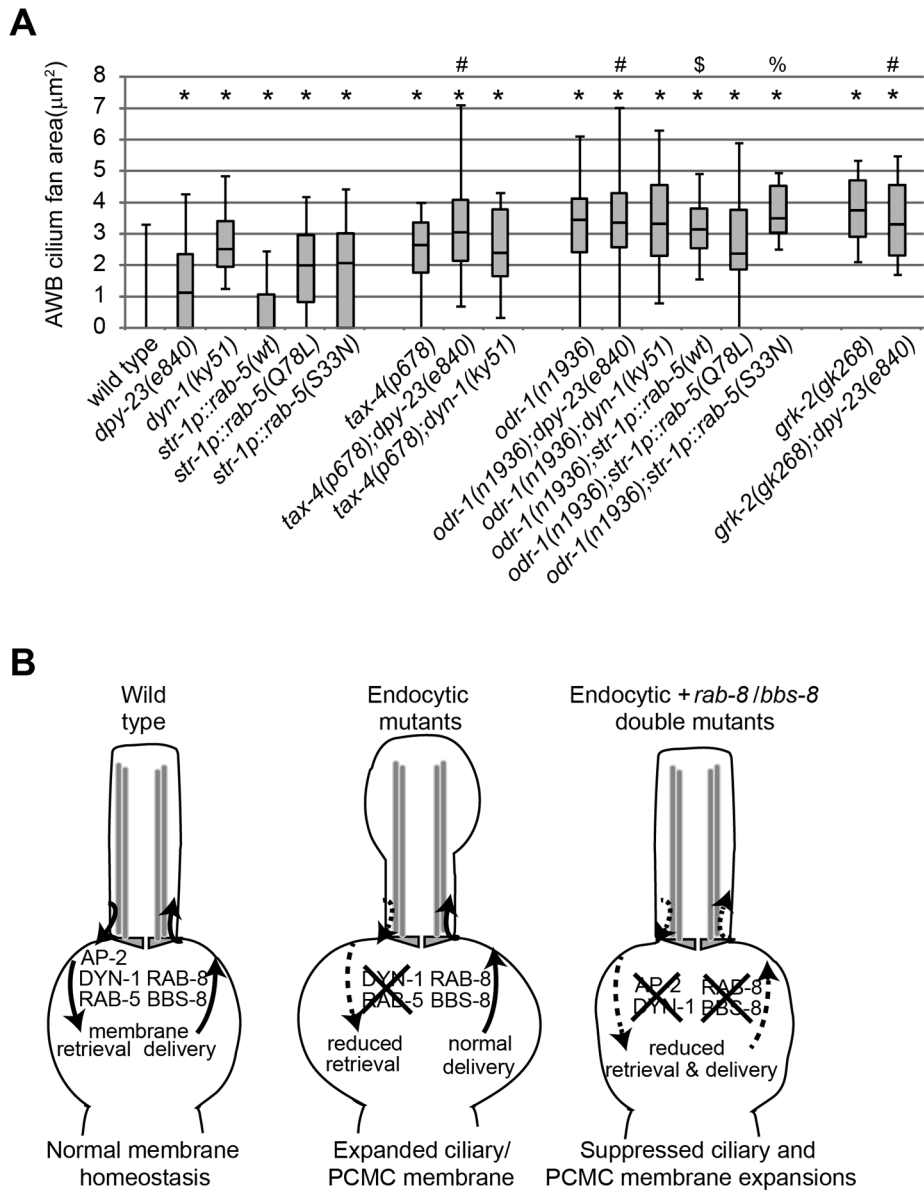 A
AWB cilium fan area(μm²)
# # $ % #
8
* * * * * * * * * * * * * * * * *
7
6
5
4
3
2
1
0
wild type
dpy-23(e840)
dyn-1(ky51)
str-1p::rab-5(wt)
str-1p::rab-5(Q78L)
str-1p::rab-5(S33N)
tax-4(p678)
tax-4(p678);dpy-23(e840)
tax-4(p678);dyn-1(ky51)
odr-1(n1936)
odr-1(n1936);dpy-23(e840)
odr-1(n1936);dyn-1(ky51)
odr-1(n1936);str-1p::rab-5(wt)
odr-1(n1936);str-1p::rab-5(Q78L)
odr-1(n1936);str-1p::rab-5(S33N)
grk-2(gk268)
grk-2(gk268);dpy-23(e840)
B
Wild
type
AP-2
DYN-1 RAB-8
RAB-5 BBS-8
membrane
retrieval delivery
Normal membrane
homeostasis
Endocytic
mutants
DYN-1 RAB-8
RAB-5 BBS-8
reduced
retrieval
normal
delivery
Expanded ciliary/
PCMC membrane
Endocytic + rab-8/bbs-8
double mutants
AP-2 RAB-8
DYN-1 BBS-8
reduced
retrieval & delivery
Suppressed ciliary and
PCMC membrane expansions